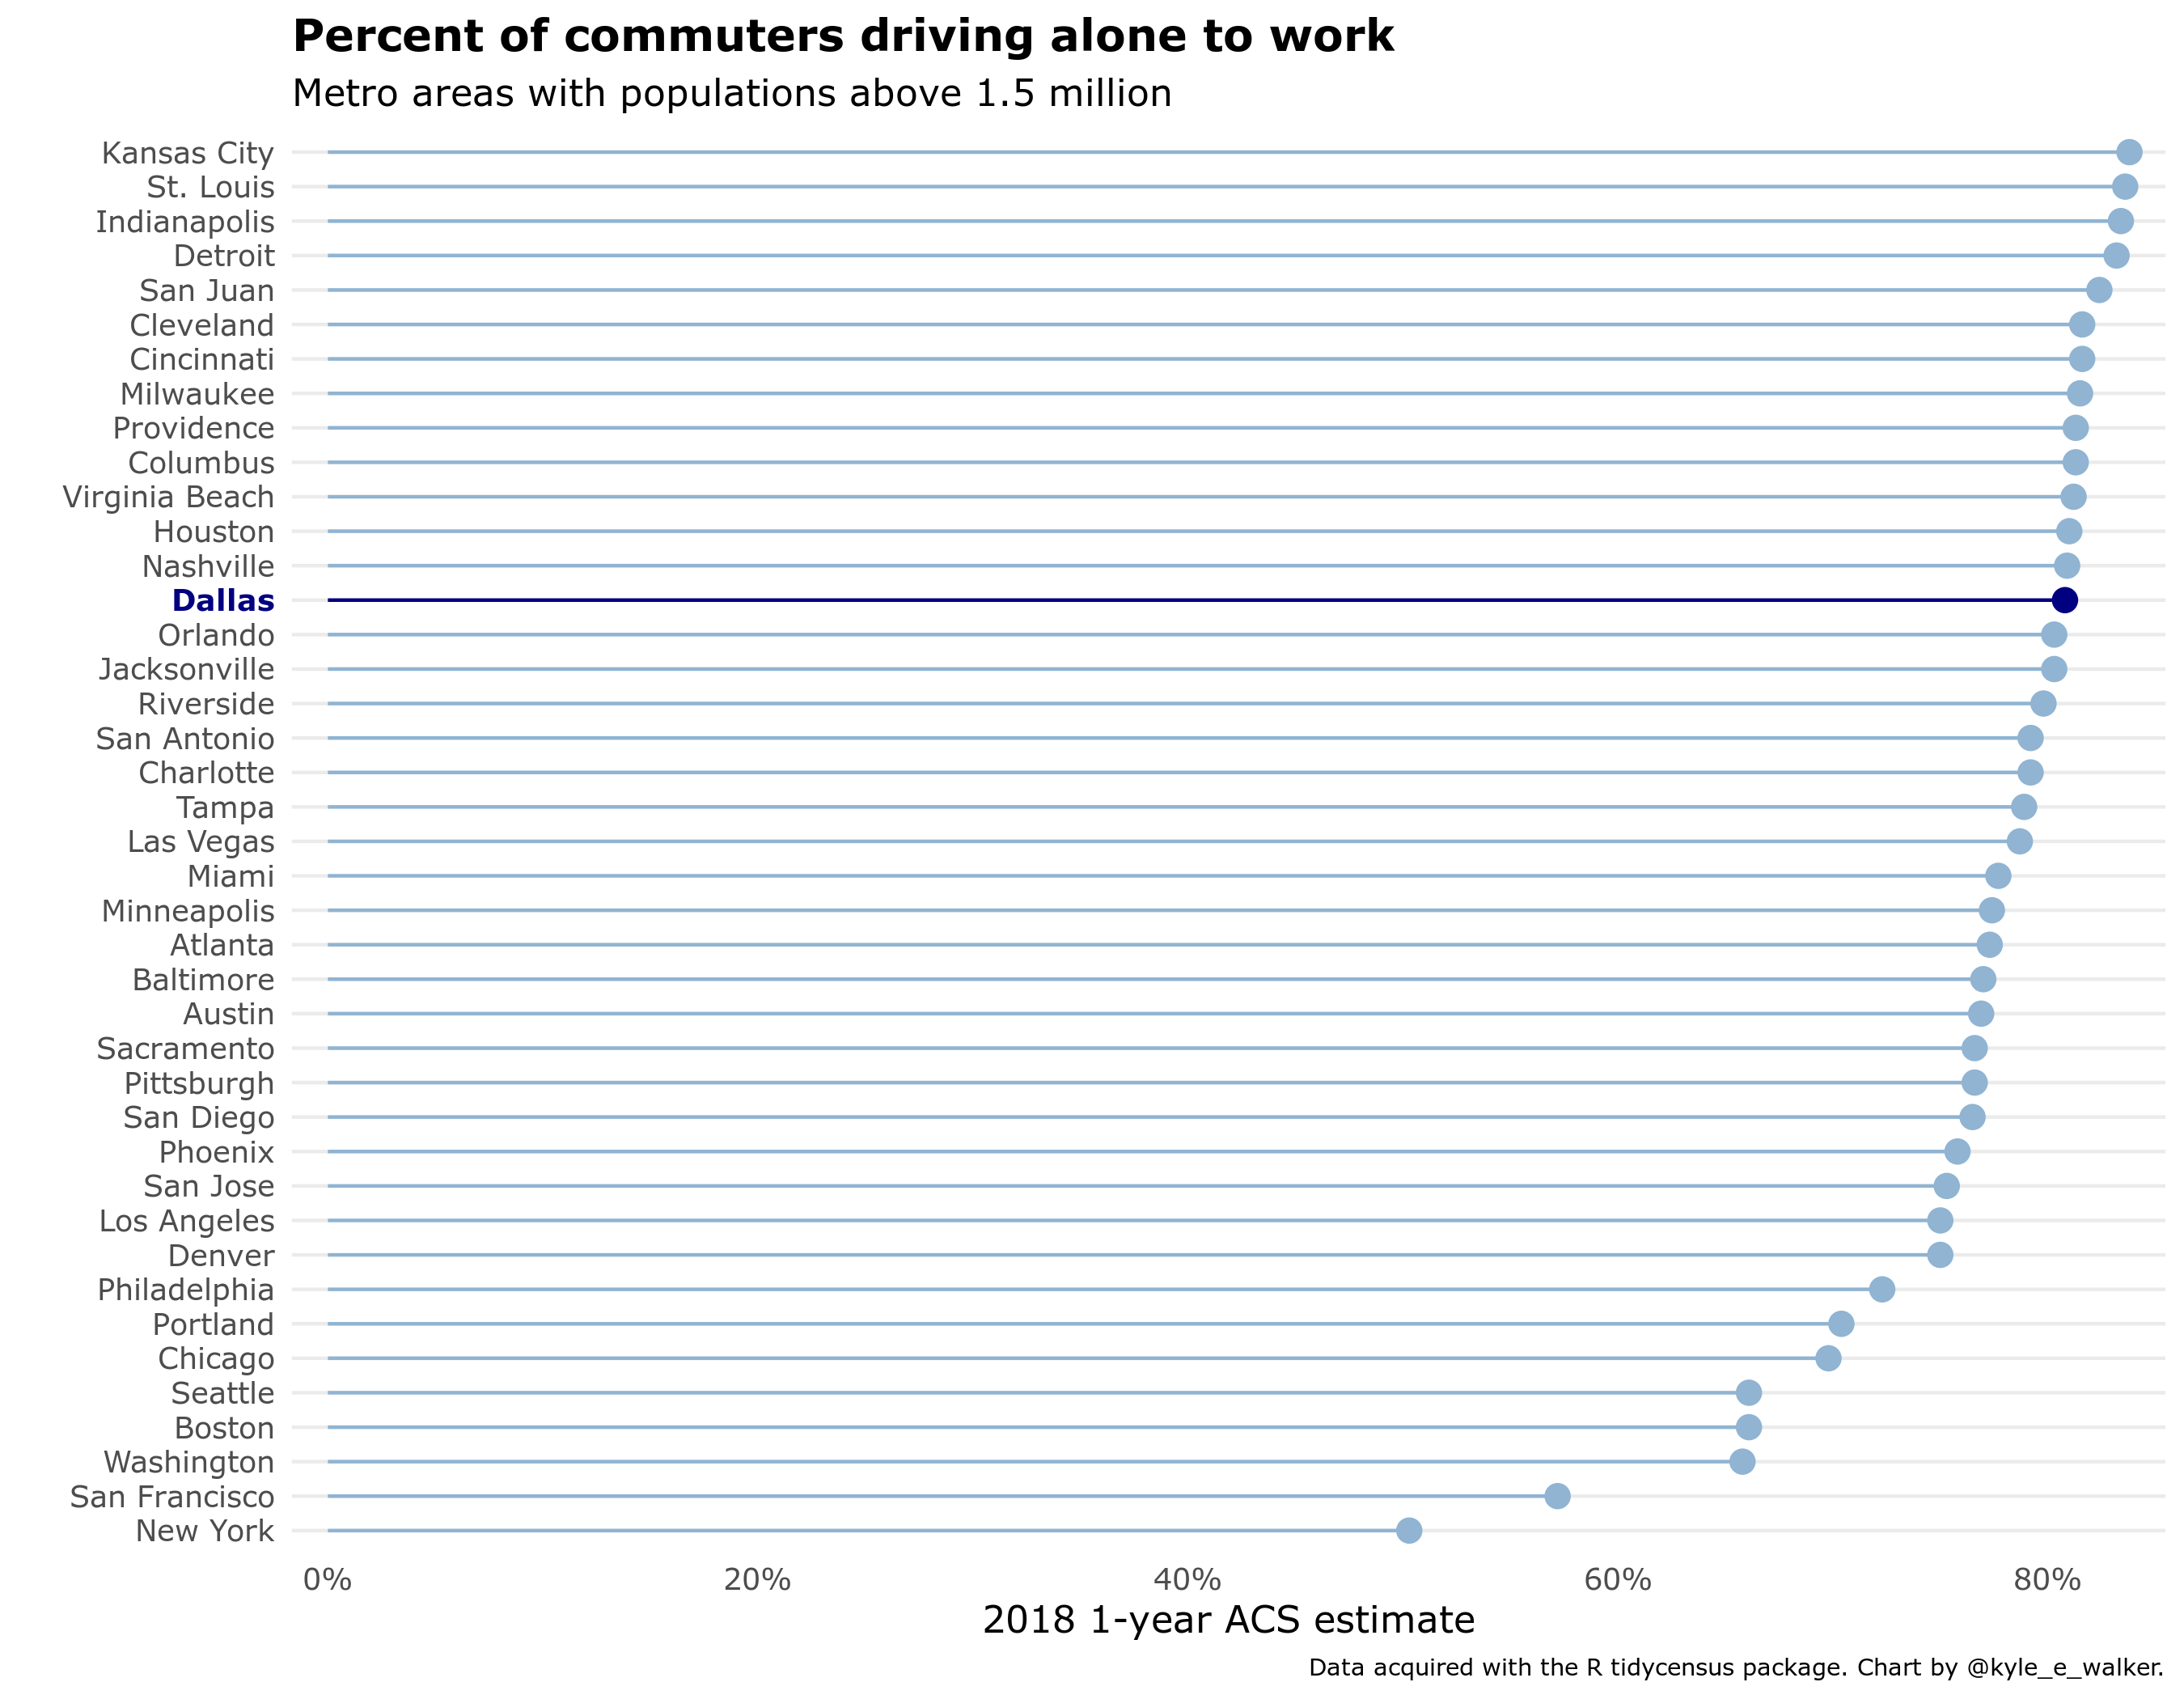 Percent of commuters driving alone to work
Metro areas with populations above 1.5 million
Kansas City
St. Louis
Indianapolis
Detroit
San Juan
Cleveland
Cincinnati
Milwaukee
Providence
Columbus
Virginia Beach
Houston
Nashville
Dallas
Orlando
Jacksonville
Riverside
San Antonio
Charlotte
Tampa
Las Vegas
Miami
Minneapolis
Atlanta
Baltimore
Austin
Sacramento
Pittsburgh
San Diego
Phoenix
San Jose
Los Angeles
Denver
Philadelphia
Portland
Chicago
Seattle
Boston
Washington
San Francisco
New York
0% 20% 40% 60% 80%
2018 1-year ACS estimate
Data acquired with the R tidycensus package. Chart by @kyle_e_walker.